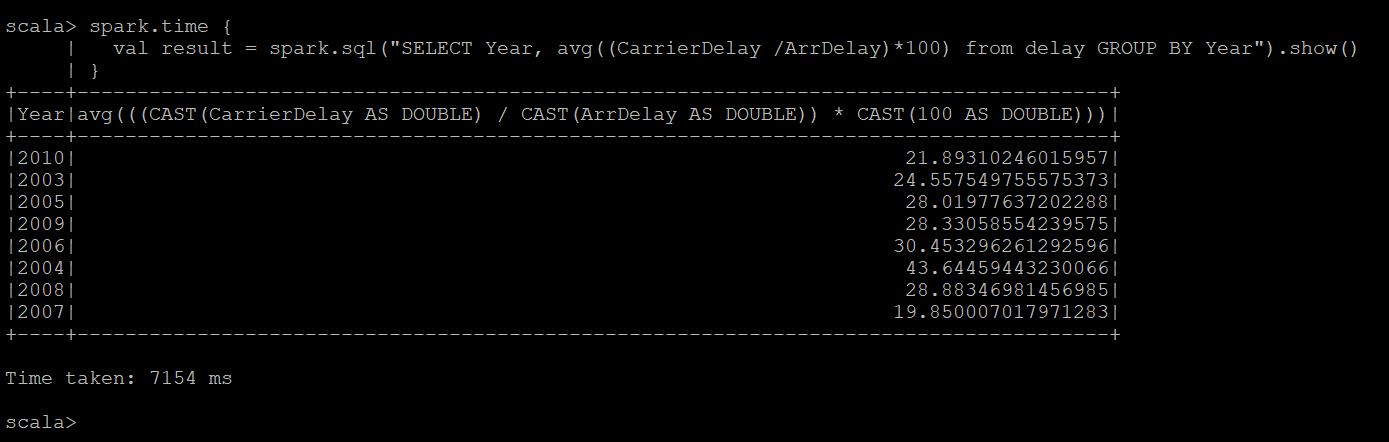 scala> spark.time {
     |   val result = spark.sql("SELECT Year, avg((CarrierDelay /ArrDelay)*100) from delay GROUP BY Year").show()
     | }
+----+---------------------------------------------------------------------------------------+
|Year|avg(((CAST(CarrierDelay AS DOUBLE) / CAST(ArrDelay AS DOUBLE)) * CAST(100 AS DOUBLE)))|
+----+---------------------------------------------------------------------------------------+
|2010|                                                                      21.89310246015957|
|2003|                                                                     24.557549755575373|
|2005|                                                                      28.01977637202288|
|2009|                                                                      28.33058554239575|
|2006|                                                                     30.453296261292596|
|2004|                                                                      43.64459443230066|
|2008|                                                                      28.88346981456985|
|2007|                                                                     19.850007017971283|
+----+---------------------------------------------------------------------------------------+
Time taken: 7154 ms
scala>